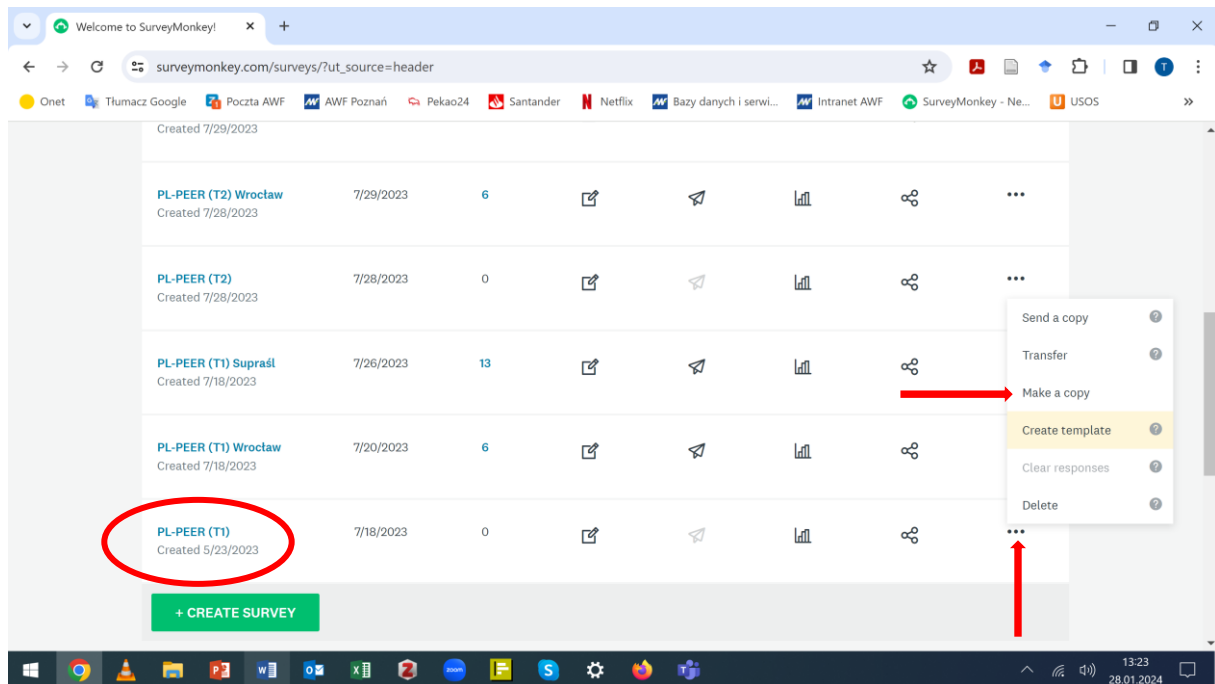 Welcome to SurveyMonkey!
surveymonkey.com/surveys/?ut_source=header
T
Onet Tłumacz Google Poczta AWF AWF Poznań Pekao24 Santander Netflix Bazy danych i serwi... Intranet AWF SurveyMonkey - Ne... USOS »
Created 7/29/2023
PL-PEER (T2) Wrocław 7/29/2023 6
Created 7/28/2023
PL-PEER (T2) 7/28/2023 0
Created 7/28/2023
Send a copy
Transfer
PL-PEER (T1) Supraśl 7/26/2023 13
Created 7/18/2023
Make a copy
Create template
PL-PEER (T1) Wrocław 7/20/2023 6
Created 7/18/2023
Clear responses
Delete
PL-PEER (T1) 7/18/2023 0
Created 5/23/2023
+ CREATE SURVEY
13:23
28.01.2024